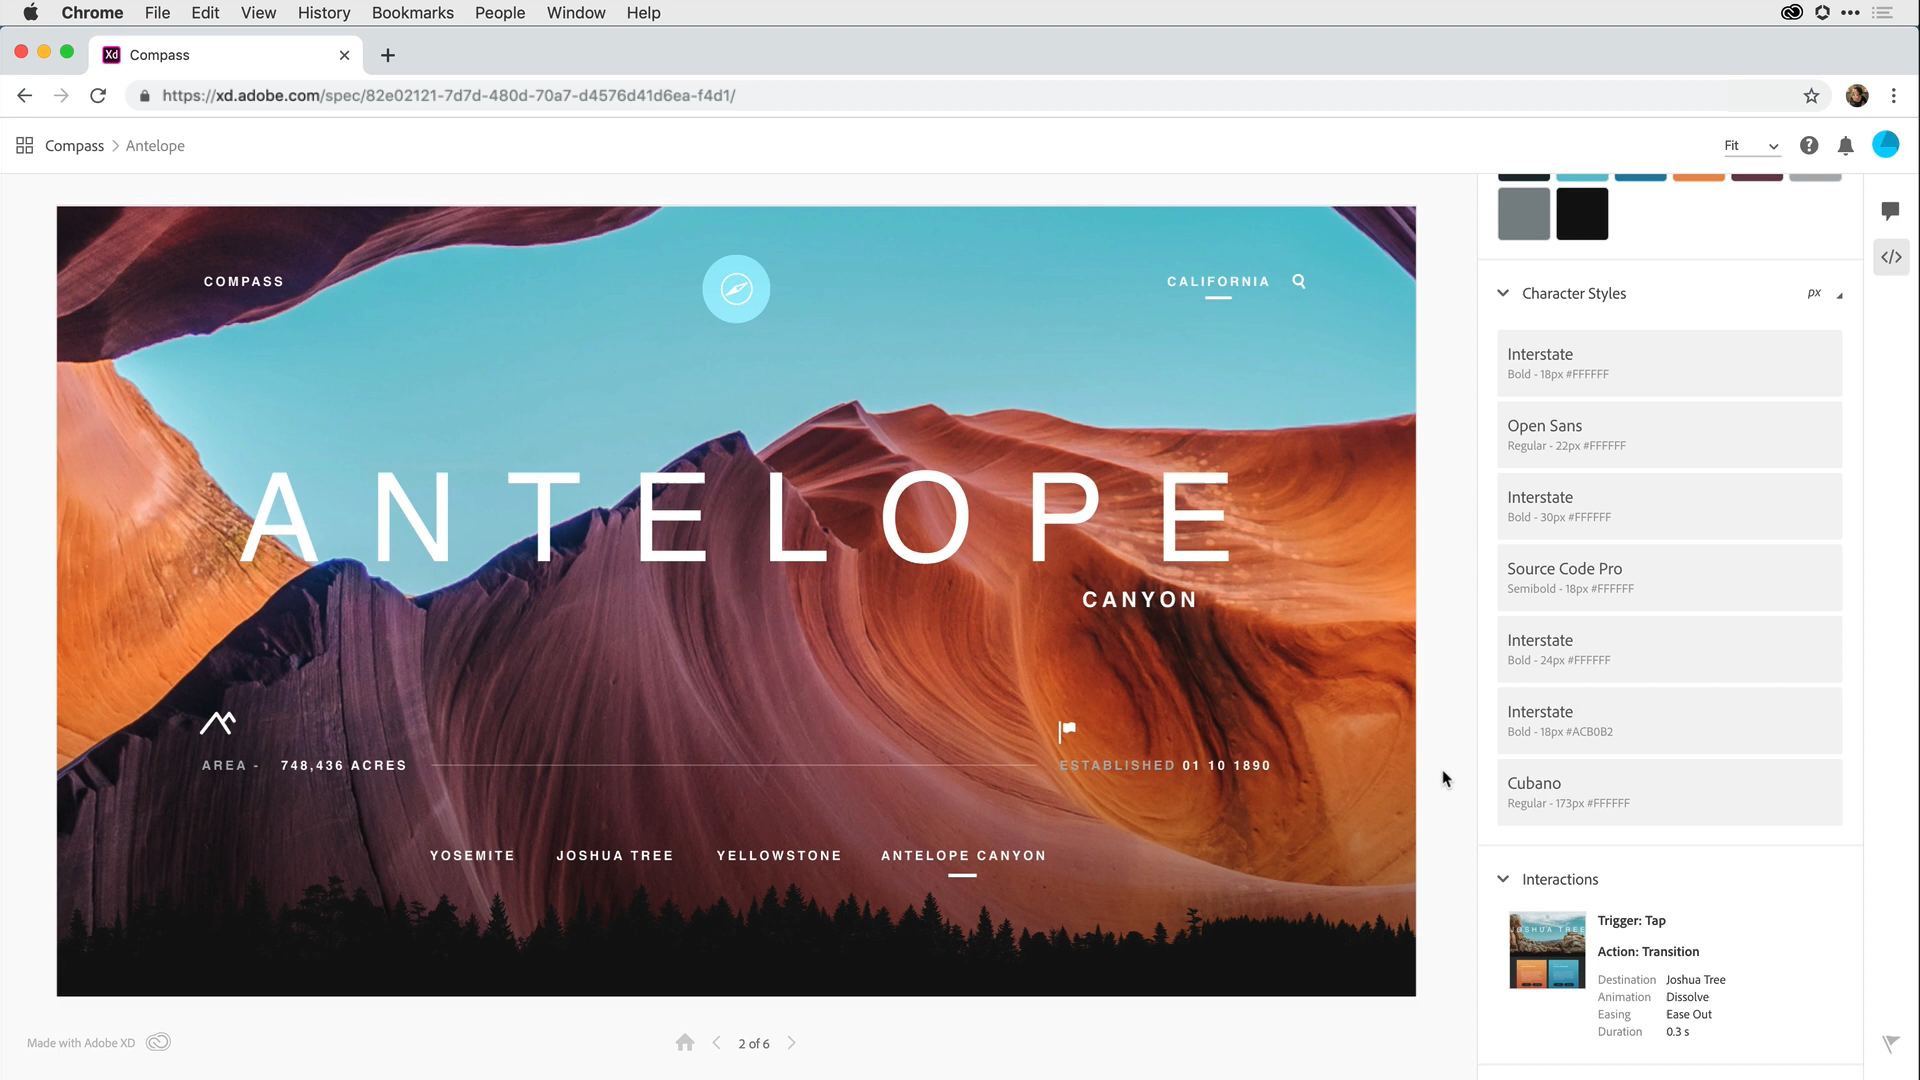 Chrome File Edit View History Bookmarks People Window Help
Xd Compass
https://xd.adobe.com/spec/82e02121-7d7d-480d-70a7-d4576d41d6ea-f4d1/
Compass > Antelope
Fit
COMPASS
CALIFORNIA
ANTELOPE
CANYON
AREA - 748,436 ACRES
ESTABLISHED 01 10 1890
YOSEMITE JOSHUA TREE YELLOWSTONE ANTELOPE CANYON
Made with Adobe XD
2 of 6
Character Styles px
Interstate
Bold - 18px #FFFFFF
Open Sans
Regular - 22px #FFFFFF
Interstate
Bold - 30px #FFFFFF
Source Code Pro
Semibold - 18px #FFFFFF
Interstate
Bold - 24px #FFFFFF
Interstate
Bold - 18px #ACB0B2
Cubano
Regular - 173px #FFFFFF
Interactions
JOSHUA TREE
Trigger: Tap
Action: Transition
Destination Joshua Tree
Animation Dissolve
Easing Ease Out
Duration 0.3 s